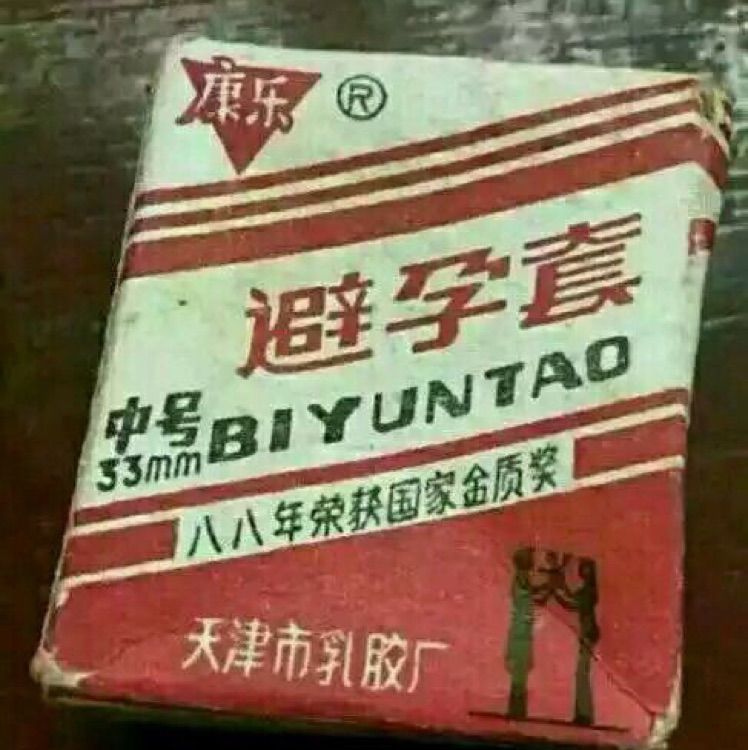 康乐 ®
避孕套
中号 BIYUNTAO
33mm
八八年荣获国家金质奖
天津市乳胶厂